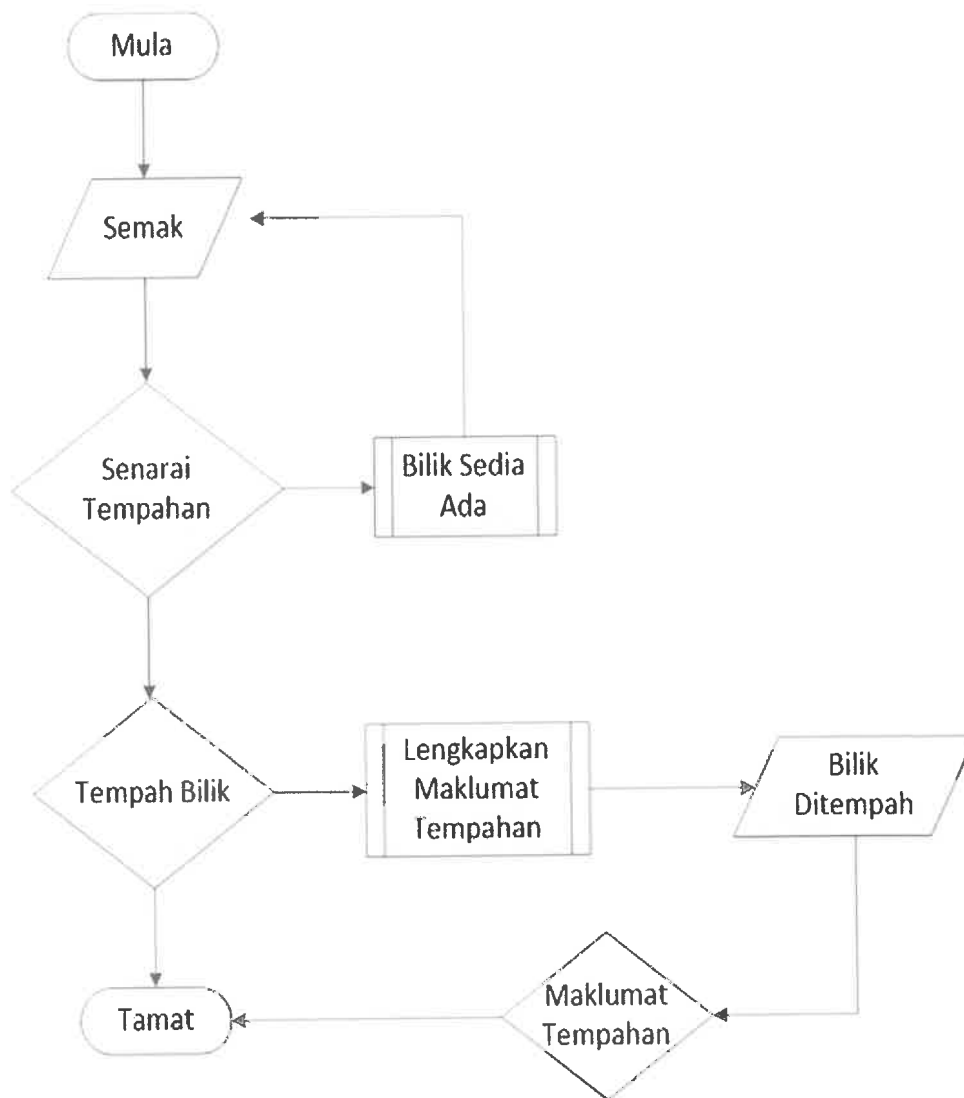 Mula
Semak
Senarai
Tempahan
Bilik Sedia
Ada
Tempah Bilik
Lengkapkan
Maklumat
Tempahan
Bilik
Ditempah
Maklumat
Tempahan
Tamat